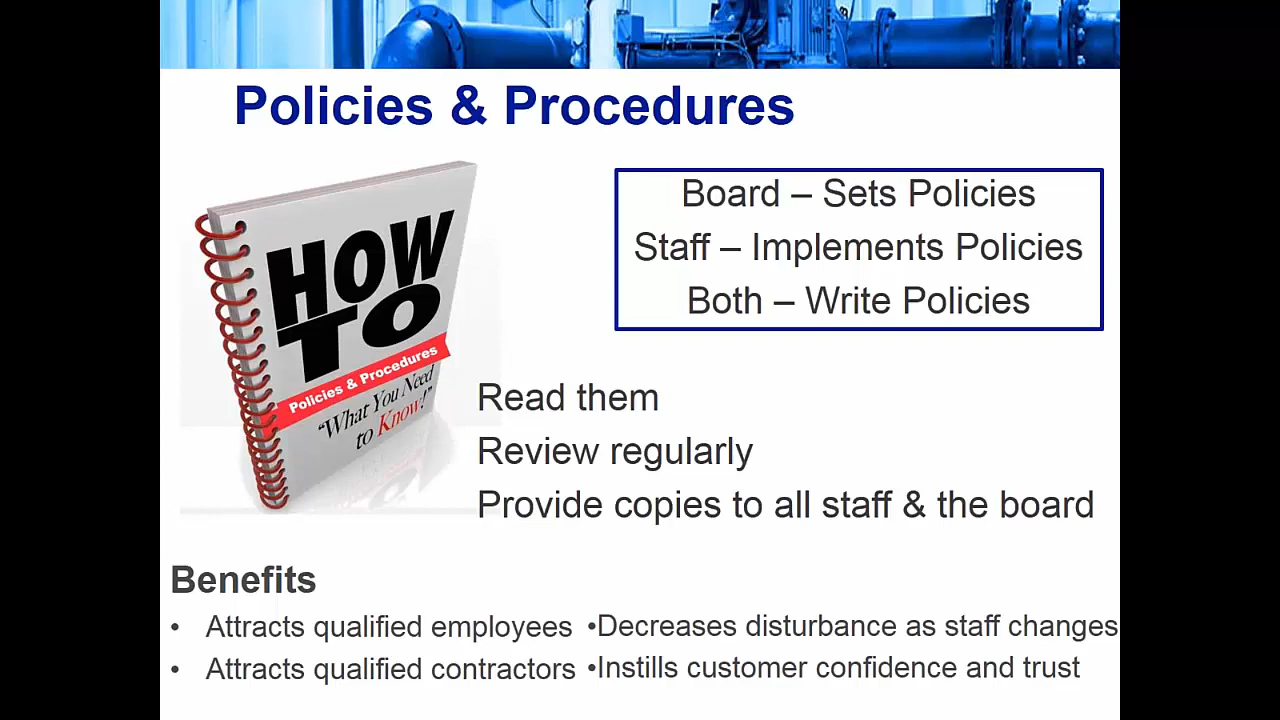 Policies & Procedures
HOW
TO
Policies & Procedures
"What You Need
to Know!"
Board – Sets Policies
Staff – Implements Policies
Both – Write Policies
Read them
Review regularly
Provide copies to all staff & the board
Benefits
• Attracts qualified employees
• Attracts qualified contractors
•Decreases disturbance as staff changes
•Instills customer confidence and trust